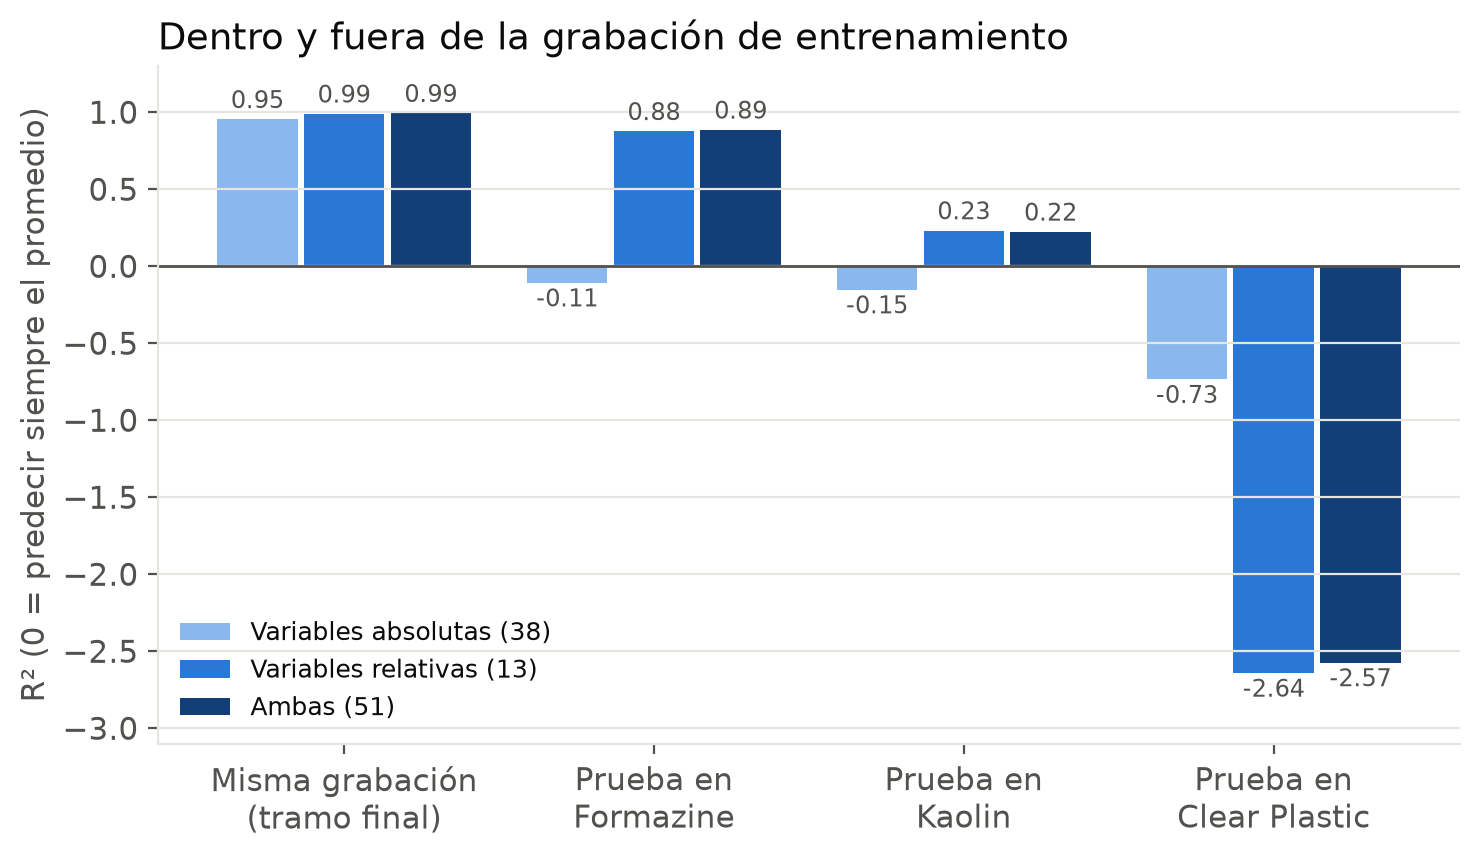 Dentro y fuera de la grabación de entrenamiento
R² (0 = predecir siempre el promedio)
1.0
0.5
0.0
−0.5
−1.0
−1.5
−2.0
−2.5
−3.0
0.95
0.99
0.99
-0.11
0.88
0.89
-0.15
0.23
0.22
-0.73
-2.64
-2.57
Variables absolutas (38)
Variables relativas (13)
Ambas (51)
Misma grabación
(tramo final)
Prueba en
Formazine
Prueba en
Kaolin
Prueba en
Clear Plastic